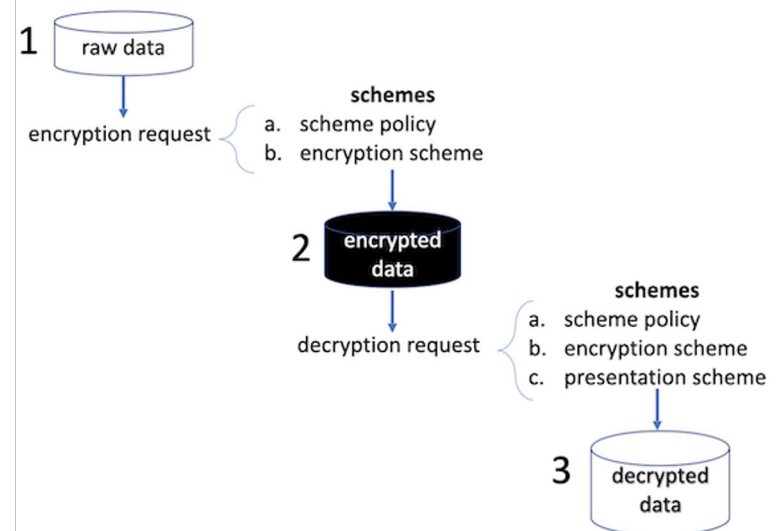 1
raw data
encryption request
schemes
a. scheme policy
b. encryption scheme
2
encrypted
data
decryption request
schemes
a. scheme policy
b. encryption scheme
c. presentation scheme
3
decrypted
data